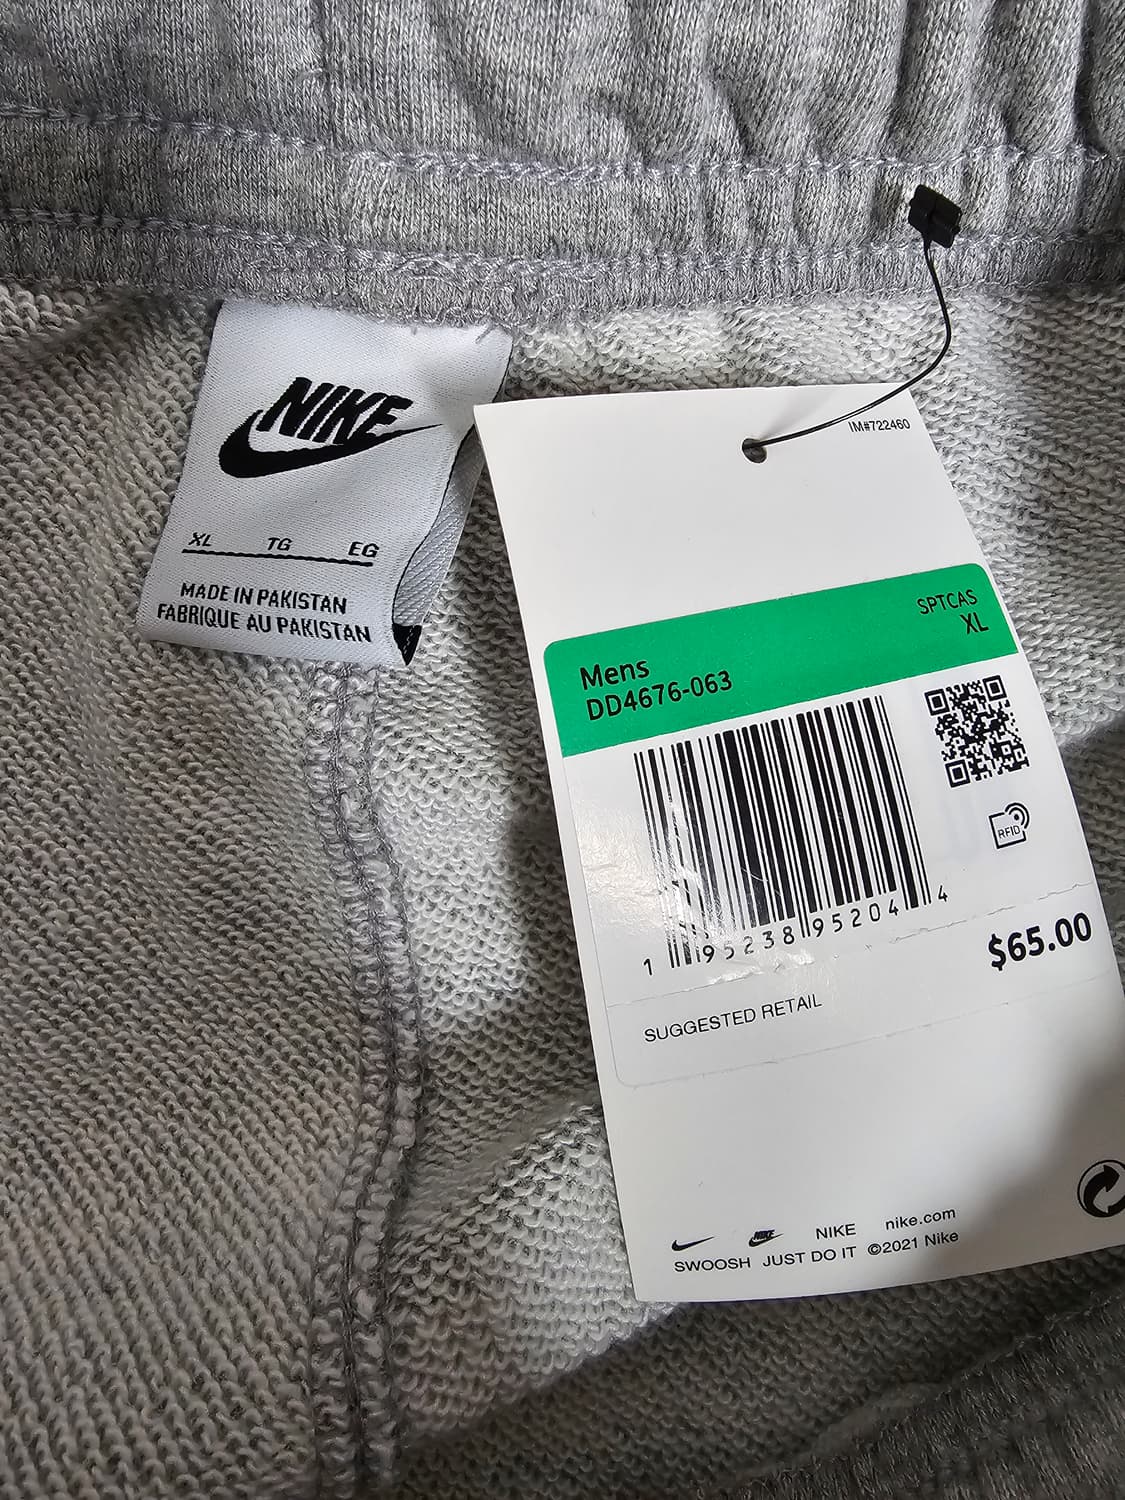 NIKE
XL TG EG
MADE IN PAKISTAN
FABRIQUE AU PAKISTAN
IM#722460
SPTCAS
XL
Mens
DD4676-063
RFID
1 95238 95204 4
$65.00
SUGGESTED RETAIL
NIKE NIKE nike.com
SWOOSH JUST DO IT ©2021 Nike